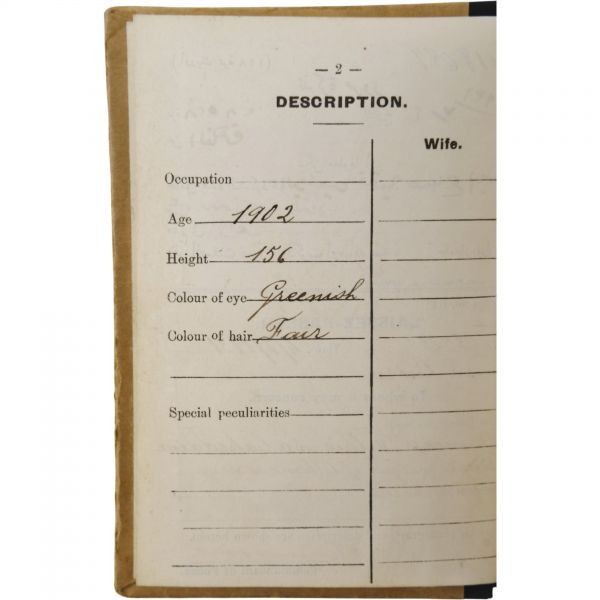 — 2 —
DESCRIPTION.
Wife.
Occupation
Age 1902
Height 156
Colour of eye Greenish
Colour of hair Fair
Special peculiarities